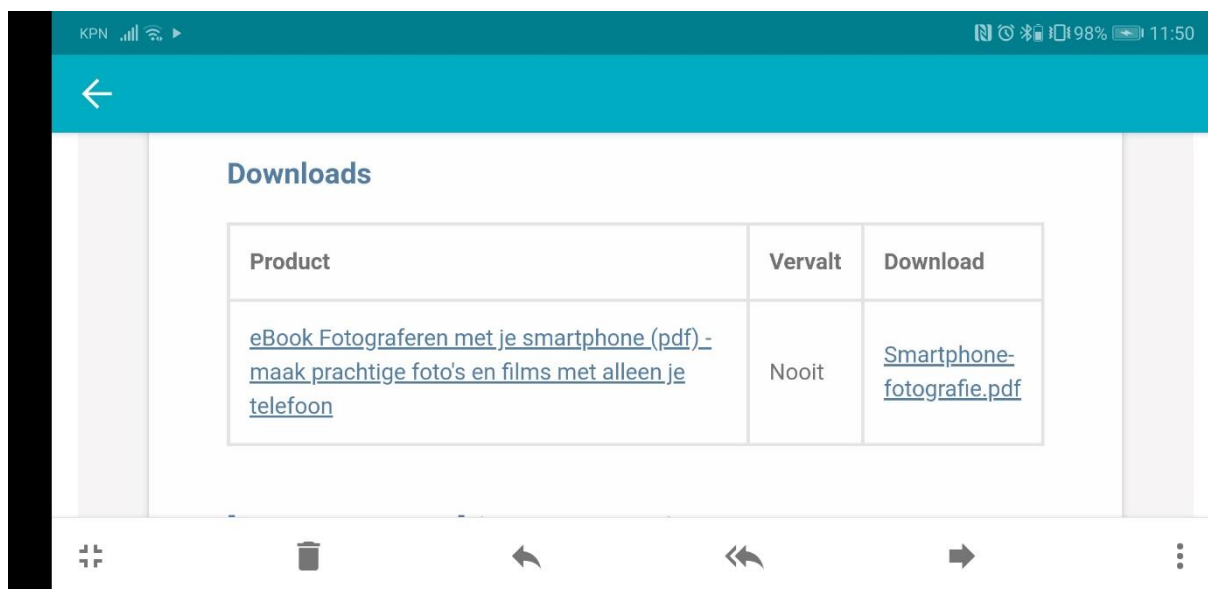 KPN 98% 11:50
Downloads
Product Vervalt Download
eBook Fotograferen met je smartphone (pdf) -
maak prachtige foto's en films met alleen je
telefoon
Nooit
Smartphone-
fotografie.pdf